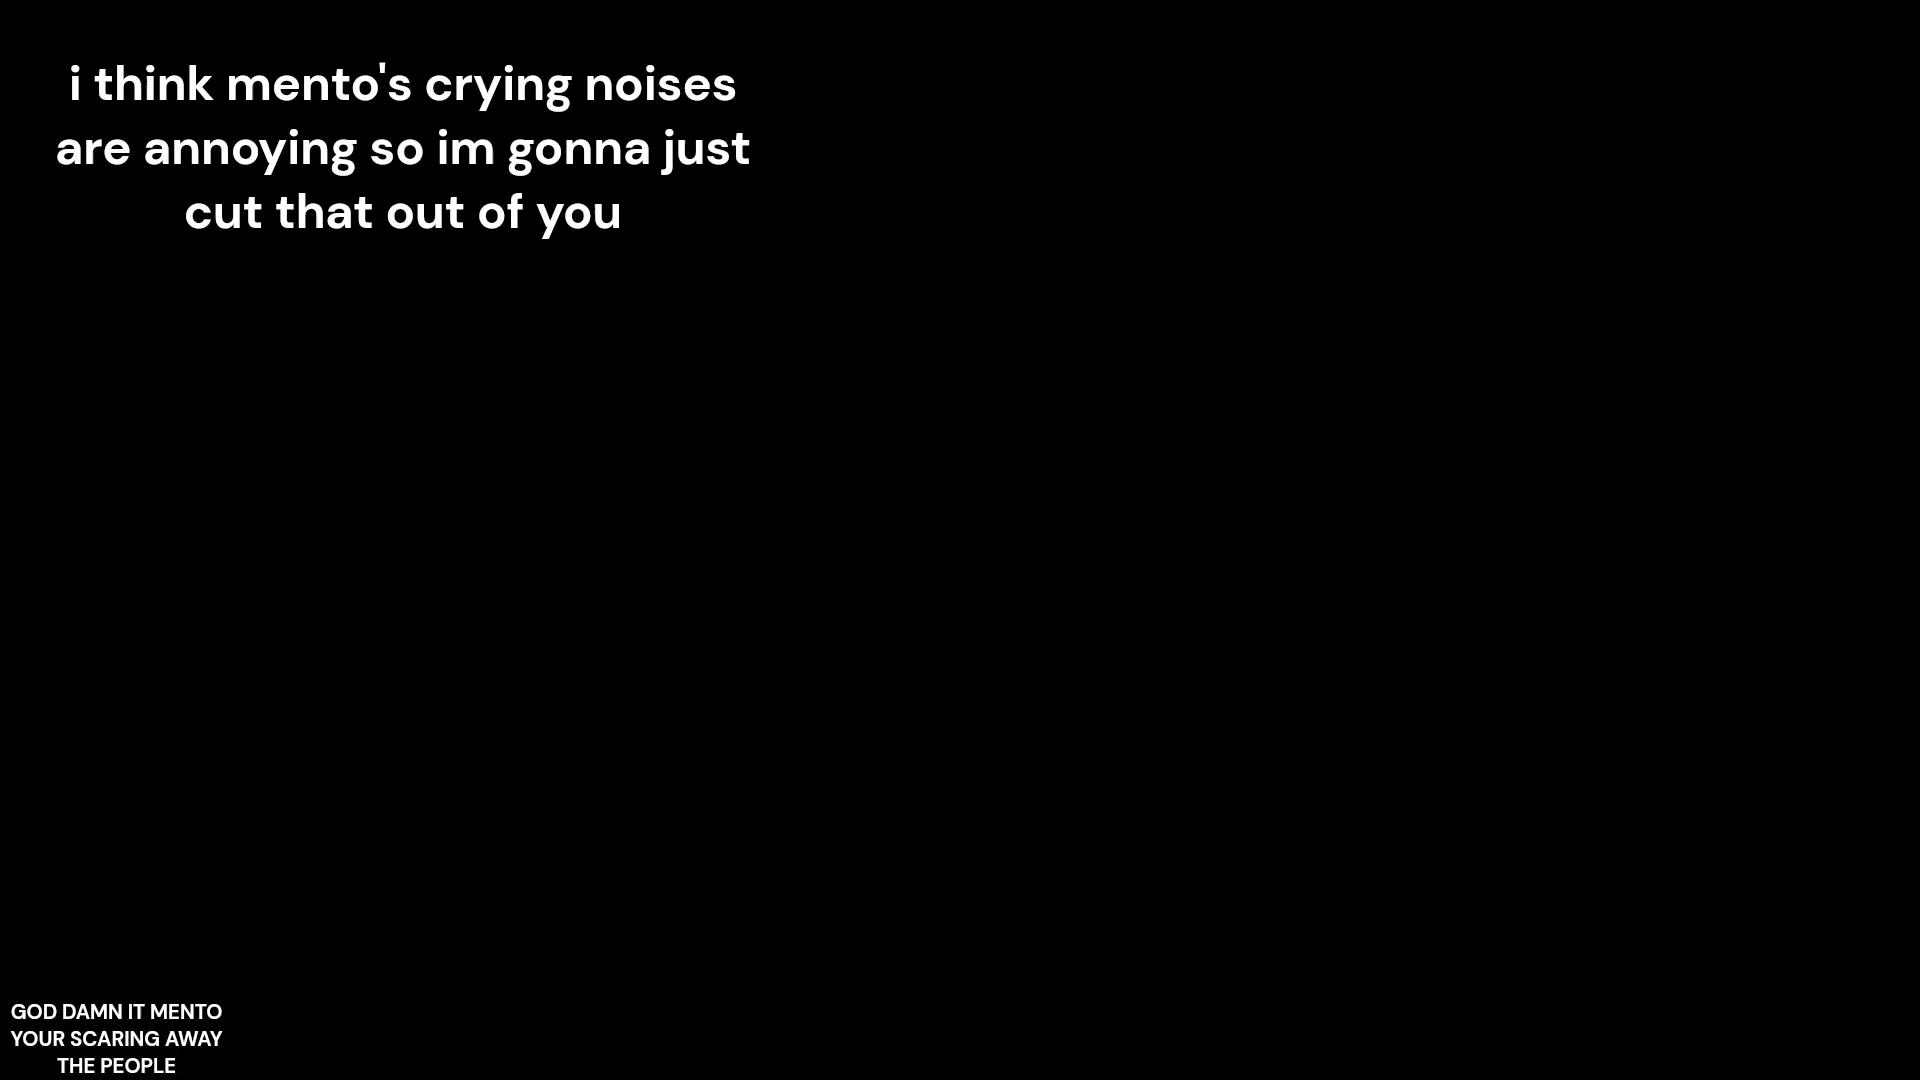 i think mento's crying noises
are annoying so im gonna just
cut that out of you
GOD DAMN IT MENTO
YOUR SCARING AWAY
THE PEOPLE